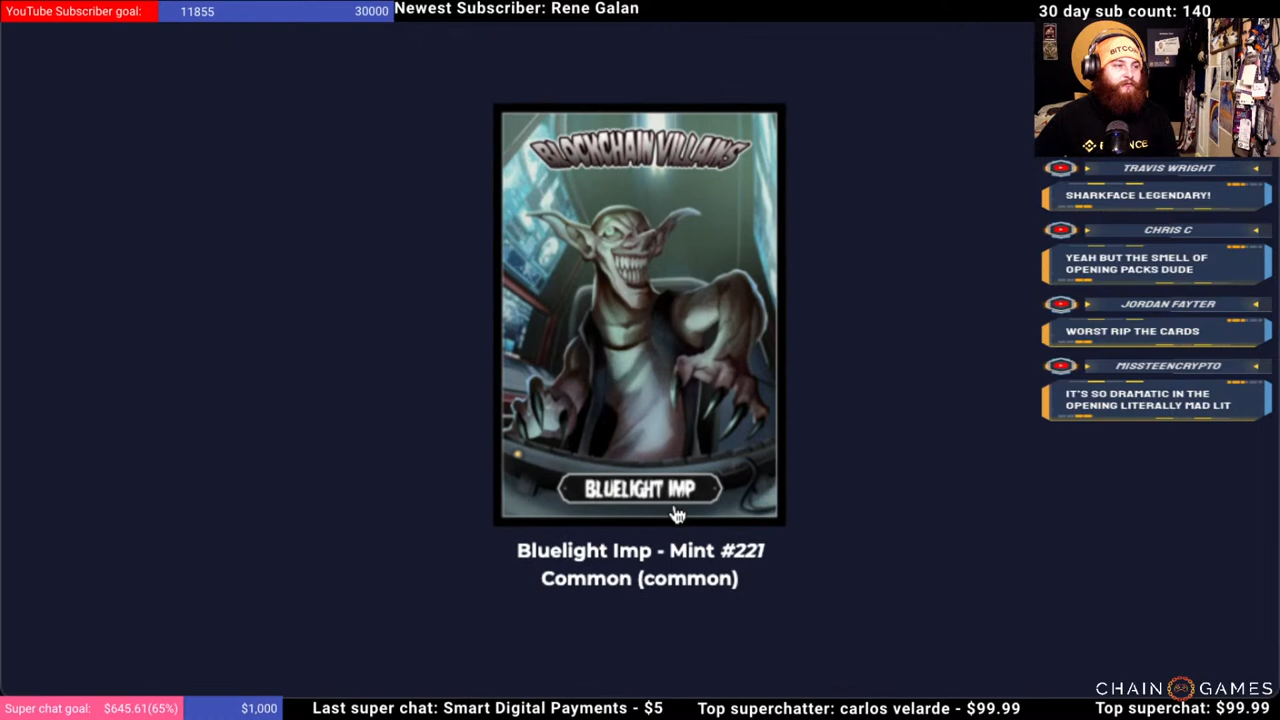 YouTube Subscriber goal: 11855 30000
Newest Subscriber: Rene Galan
30 day sub count: 140
BITCOIN
BINANCE
TRAVIS WRIGHT
SHARKFACE LEGENDARY!
CHRIS C
YEAH BUT THE SMELL OF
OPENING PACKS DUDE
JORDAN FAYTER
WORST RIP THE CARDS
MISSTEENCRYPTO
IT'S SO DRAMATIC IN THE
OPENING LITERALLY MAD LIT
BLOCKCHAIN VILLAINS
BLUELIGHT IMP
Bluelight Imp - Mint #221
Common (common)
CHAIN GAMES
Super chat goal: $645.61(65%) $1,000
Last super chat: Smart Digital Payments - $5
Top superchatter: carlos velarde - $99.99
Top superchat: $99.99